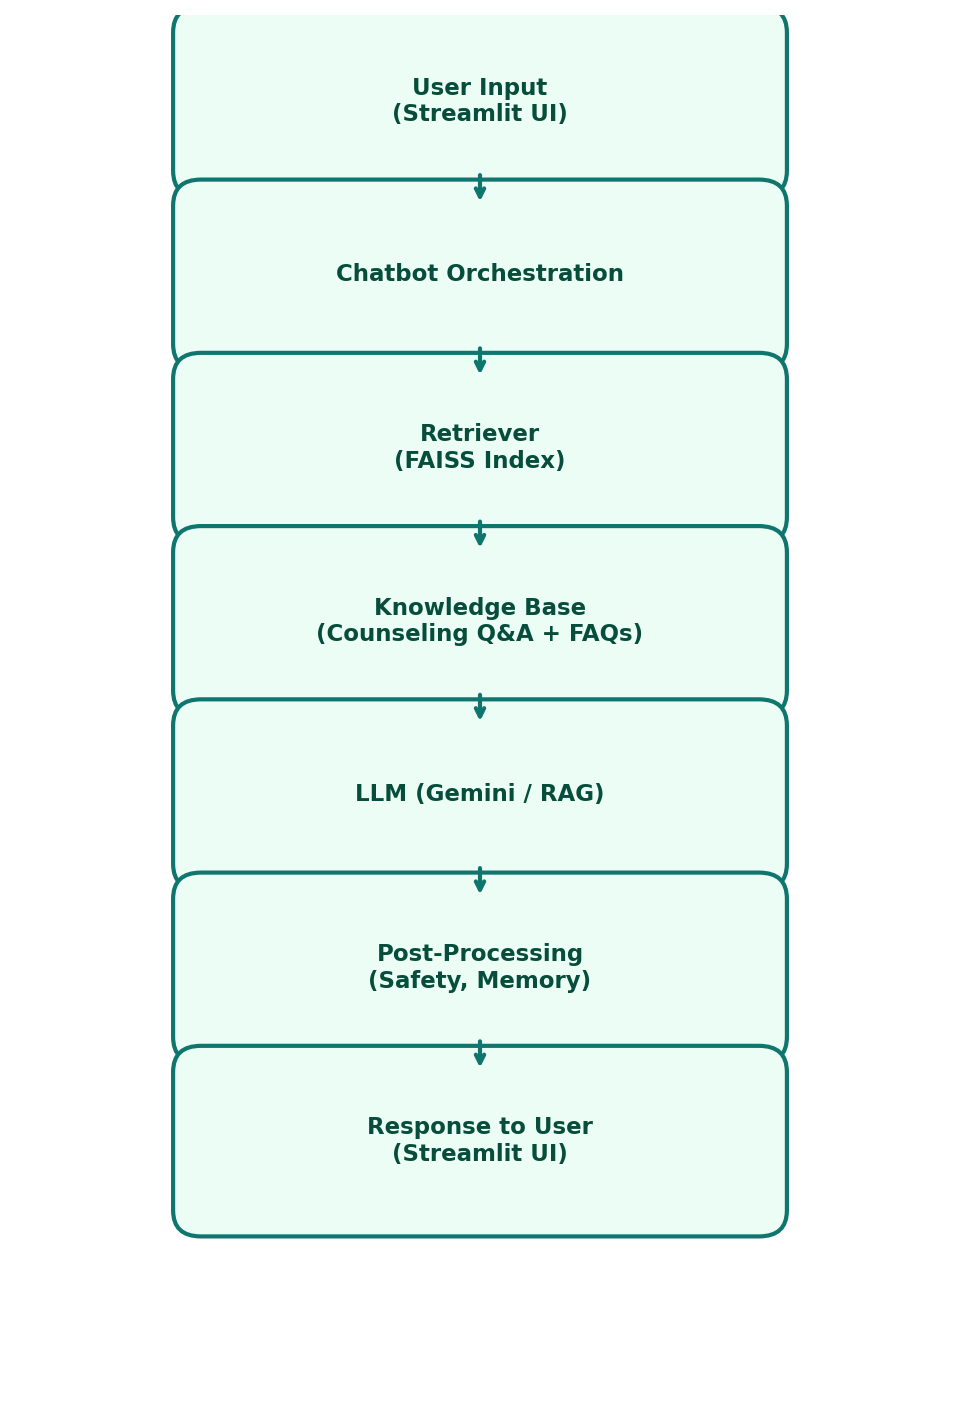 User Input
(Streamlit UI)
Chatbot Orchestration
Retriever
(FAISS Index)
Knowledge Base
(Counseling Q&A + FAQs)
LLM (Gemini / RAG)
Post-Processing
(Safety, Memory)
Response to User
(Streamlit UI)